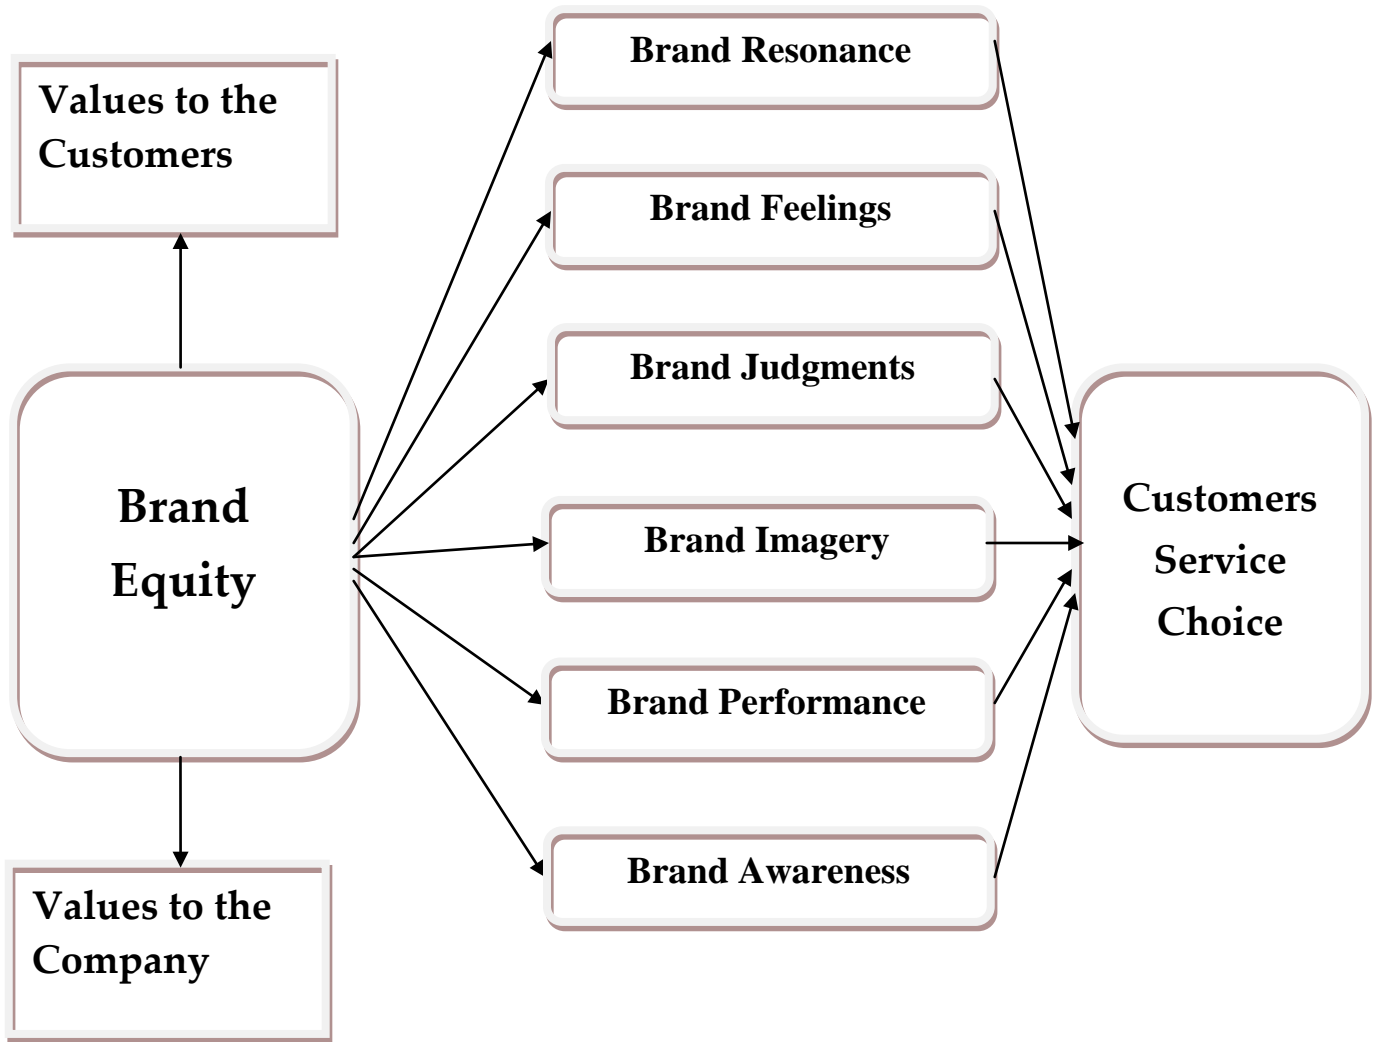 Values to the
Customers
Brand
Equity
Values to the
Company
Brand Resonance
Brand Feelings
Brand Judgments
Brand Imagery
Brand Performance
Brand Awareness
Customers
Service
Choice